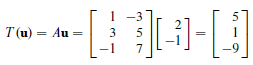 T(u) = Au = [1 -3; 3 5; -1 7] [2; -1] = [5; 1; -9]